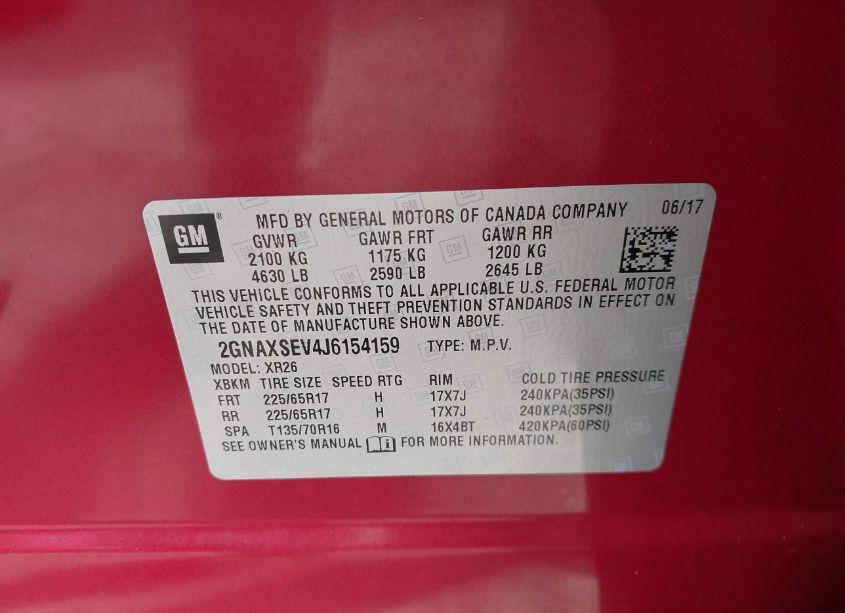 GM ® MFD BY GENERAL MOTORS OF CANADA COMPANY 06/17
GVWR GAWR FRT GAWR RR
2100 KG 1175 KG 1200 KG
4630 LB 2590 LB 2645 LB
THIS VEHICLE CONFORMS TO ALL APPLICABLE U.S. FEDERAL MOTOR
VEHICLE SAFETY AND THEFT PREVENTION STANDARDS IN EFFECT ON
THE DATE OF MANUFACTURE SHOWN ABOVE.
2GNAXSEV4J6154159 TYPE: M.P.V.
MODEL: XR26
XBKM TIRE SIZE SPEED RTG RIM COLD TIRE PRESSURE
FRT 225/65R17 H 17X7J 240KPA(35PSI)
RR 225/65R17 H 17X7J 240KPA(35PSI)
SPA T135/70R16 M 16X4BT 420KPA(60PSI)
SEE OWNER'S MANUAL FOR MORE INFORMATION.